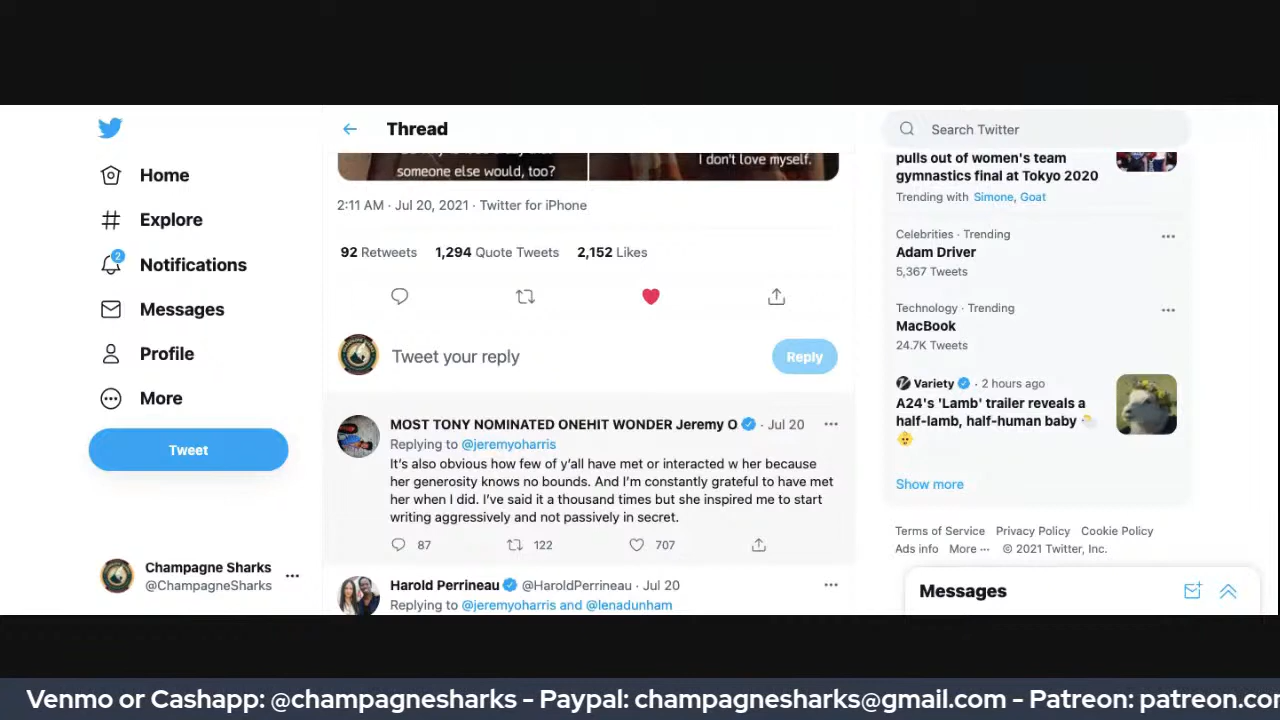 Home
Explore
2
Notifications
Messages
Profile
More
Tweet
Champagne Sharks
@ChampagneSharks
Thread
someone else would, too?
I don't love myself.
2:11 AM · Jul 20, 2021 · Twitter for iPhone
92 Retweets 1,294 Quote Tweets 2,152 Likes
Tweet your reply
Reply
MOST TONY NOMINATED ONEHIT WONDER Jeremy O · Jul 20
Replying to @jeremyoharris
It's also obvious how few of y'all have met or interacted w her because
her generosity knows no bounds. And I'm constantly grateful to have met
her when I did. I've said it a thousand times but she inspired me to start
writing aggressively and not passively in secret.
87 122 707
Harold Perrineau @HaroldPerrineau · Jul 20
Replying to @jeremyoharris and @lenadunham
Search Twitter
pulls out of women's team
gymnastics final at Tokyo 2020
Trending with Simone, Goat
Celebrities · Trending
Adam Driver
5,367 Tweets
Technology · Trending
MacBook
24.7K Tweets
Variety · 2 hours ago
A24's 'Lamb' trailer reveals a
half-lamb, half-human baby
Show more
Terms of Service Privacy Policy Cookie Policy
Ads info More ··· © 2021 Twitter, Inc.
Messages
Venmo or Cashapp: @champagnesharks - Paypal: champagnesharks@gmail.com - Patreon: patreon.co